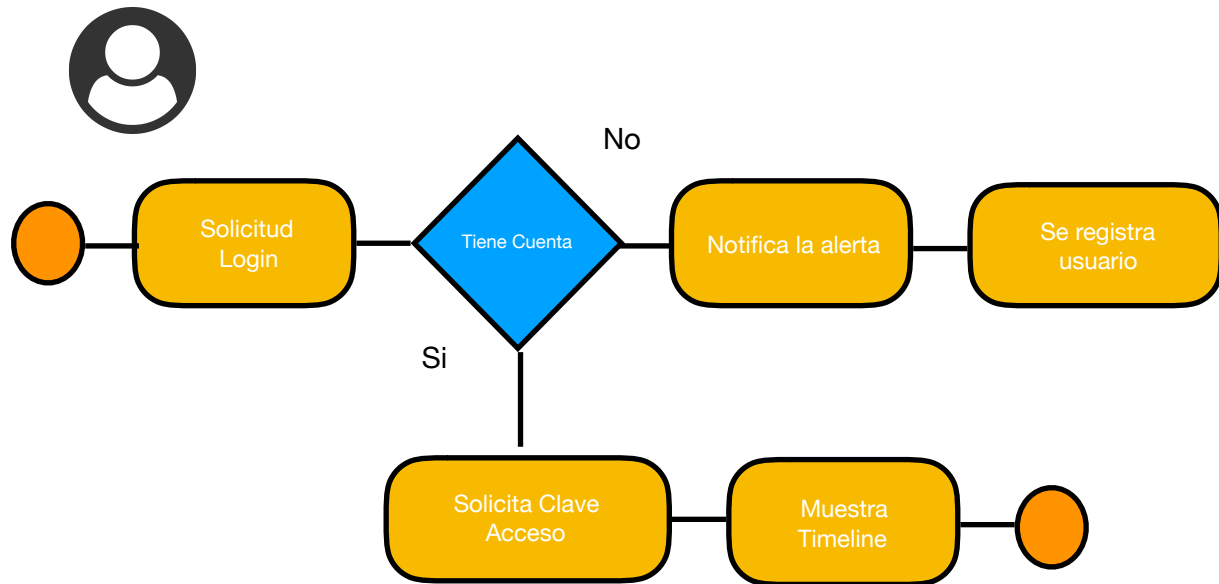 No
Solicitud
Login
Tiene Cuenta
Notifica la alerta
Se registra
usuario
Si
Solicita Clave
Acceso
Muestra
Timeline